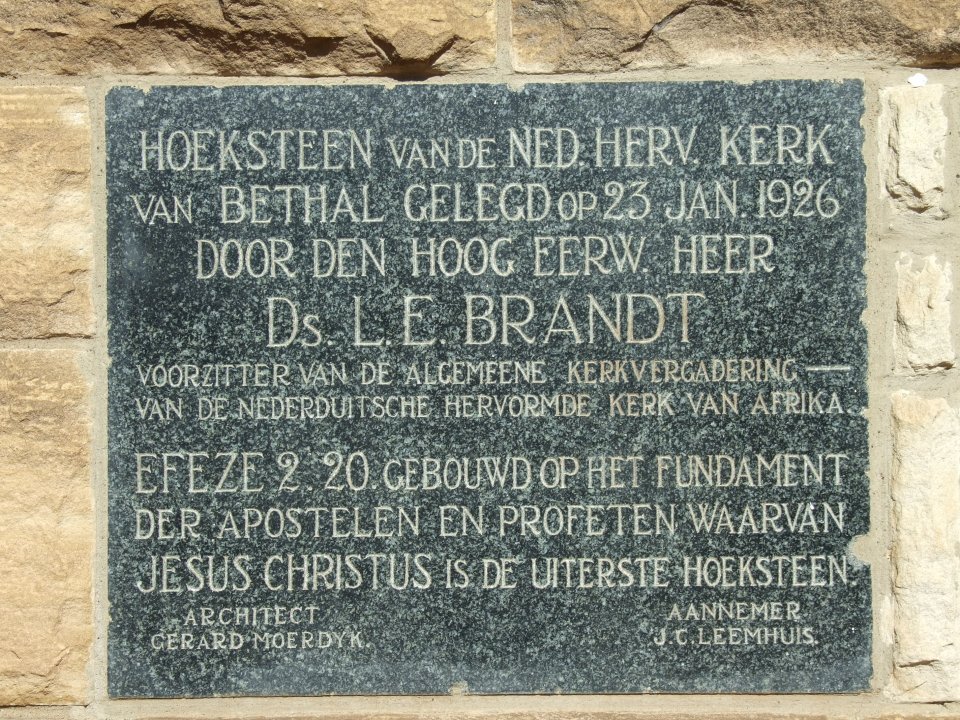 HOEKSTEEN VAN DE NED. HERV. KERK
VAN BETHAL GELEGD OP 23 JAN. 1926
DOOR DEN HOOG EERW. HEER
Ds. L. E. BRANDT
VOORZITTER VAN DE ALGEMEENE KERKVERGADERING —
VAN DE NEDERDUITSCHE HERVORMDE KERK VAN AFRIKA.
EFEZE 2 : 20. GEBOUWD OP HET FUNDAMENT
DER APOSTELEN EN PROFETEN WAARVAN
JESUS CHRISTUS IS DE UITERSTE HOEKSTEEN.
ARCHITECT AANNEMER
GERARD MOERDYK. J.C. LEEMHUIS.